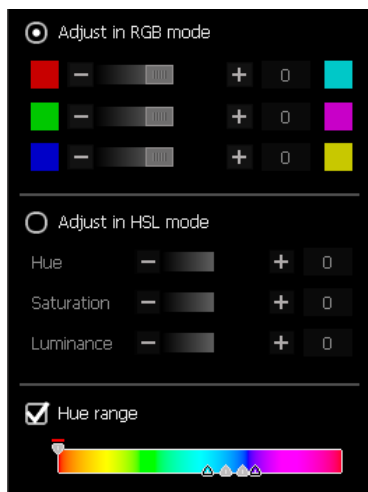 Adjust in RGB mode
− + 0
− + 0
− + 0
Adjust in HSL mode
Hue − + 0
Saturation − + 0
Luminance − + 0
Hue range